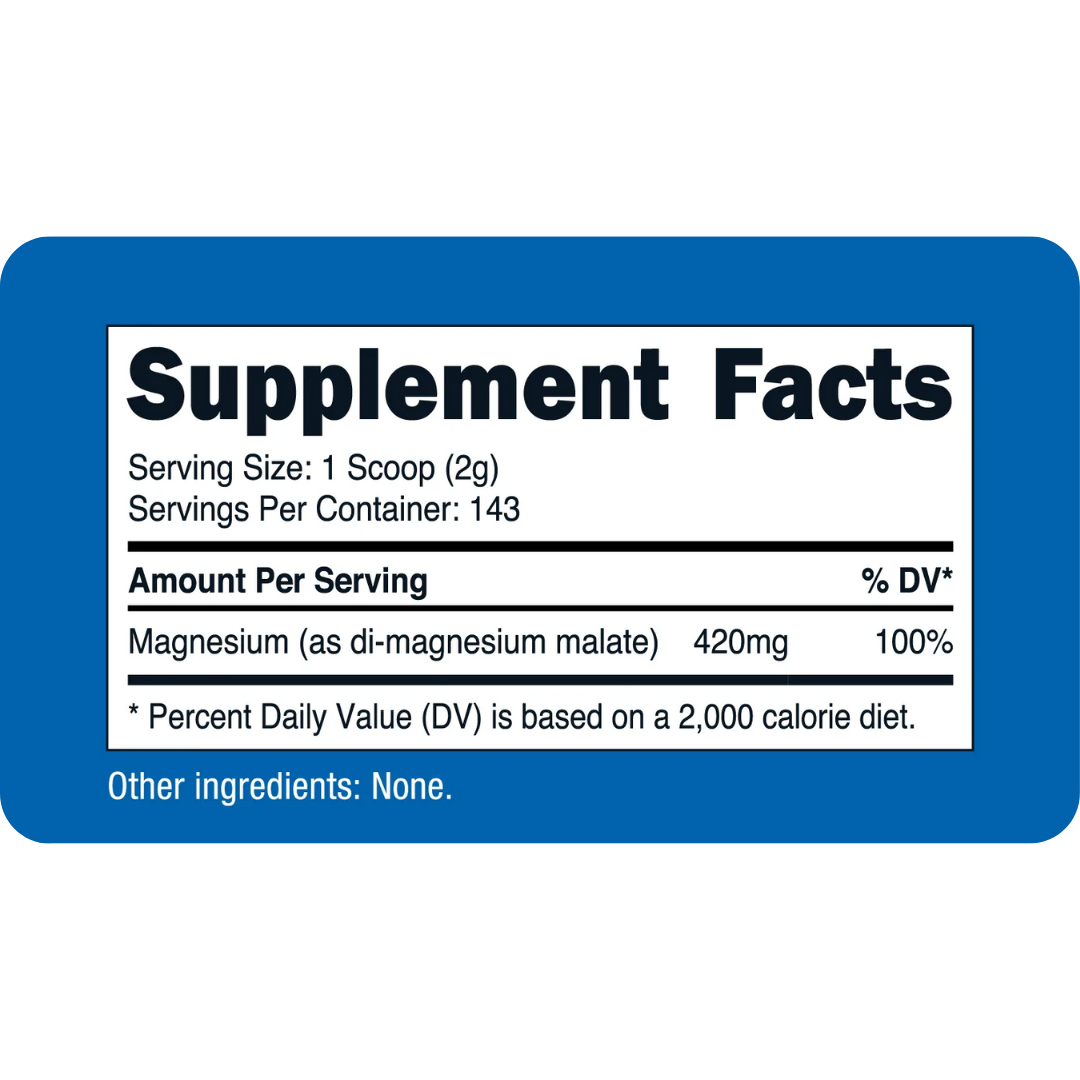 Supplement Facts
Serving Size: 1 Scoop (2g)
Servings Per Container: 143
Amount Per Serving % DV*
Magnesium (as di-magnesium malate) 420mg 100%
* Percent Daily Value (DV) is based on a 2,000 calorie diet.
Other ingredients: None.